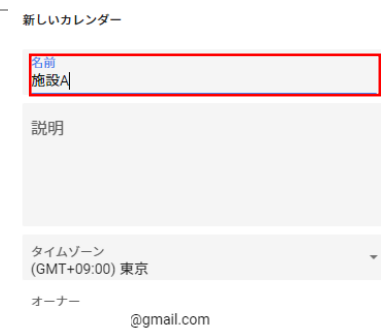 新しいカレンダー
名前
施設A
説明
タイムゾーン
(GMT+09:00) 東京
オーナー
@gmail.com